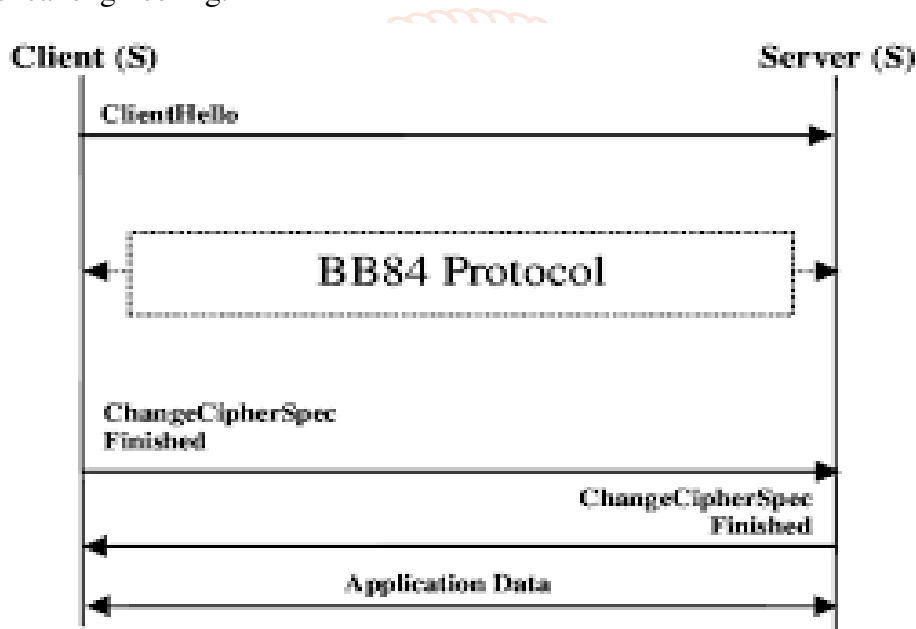 Client (S)
Server (S)
ClientHello
BB84 Protocol
ChangeCipherSpec
Finished
ChangeCipherSpec
Finished
Application Data